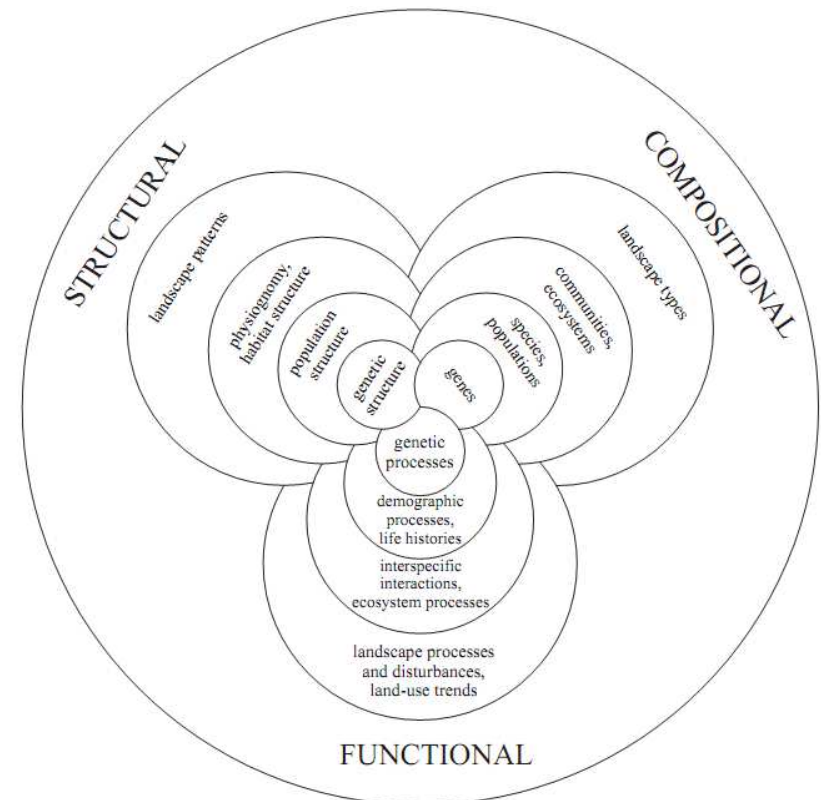 STRUCTURAL
landscape patterns
physiognomy,
habitat structure
population
structure
genetic
structure
COMPOSITIONAL
landscape types
communities,
ecosystems
species,
populations
genes
genetic
processes
demographic
processes,
life histories
interspecific
interactions,
ecosystem processes
landscape processes
and disturbances,
land-use trends
FUNCTIONAL